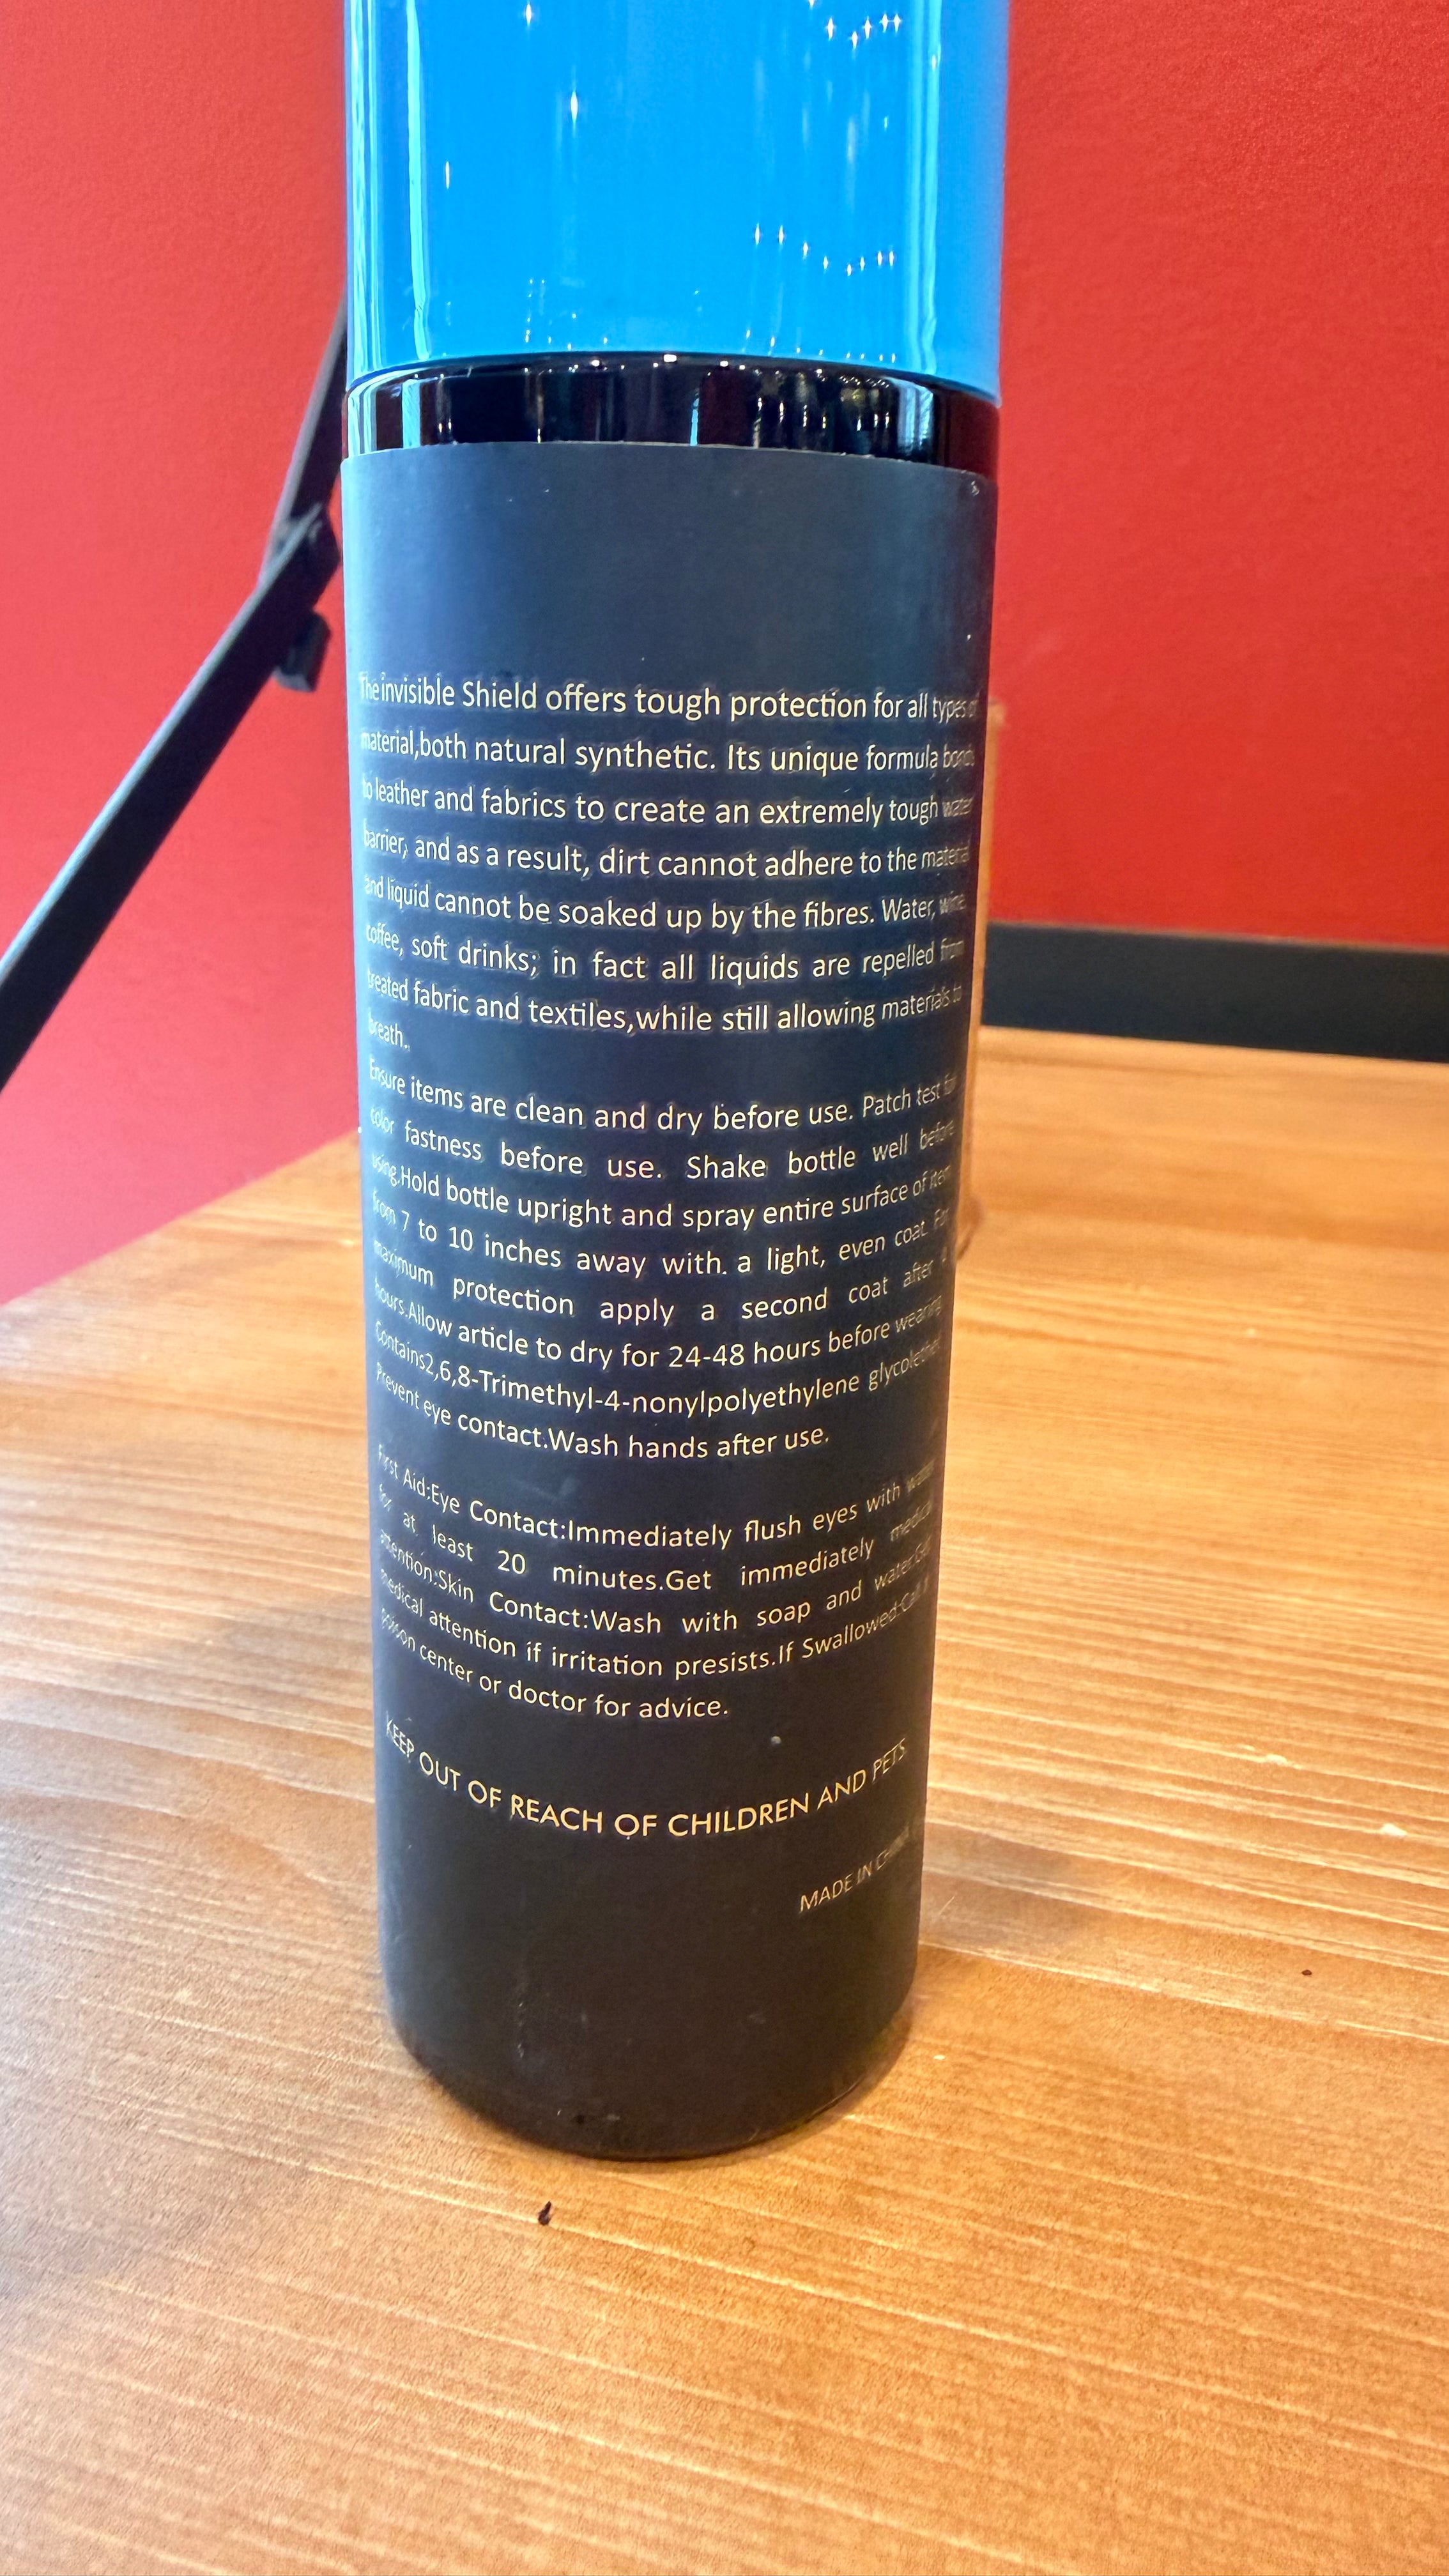 The invisible Shield offers tough protection for all types of
material,both natural synthetic. Its unique formula bonds
to leather and fabrics to create an extremely tough water
barrier, and as a result, dirt cannot adhere to the material
and liquid cannot be soaked up by the fibres. Water, wine,
coffee, soft drinks; in fact all liquids are repelled from
treated fabric and textiles,while still allowing materials to
breath.
Ensure items are clean and dry before use. Patch test for
color fastness before use. Shake bottle well before
using.Hold bottle upright and spray entire surface of item
from 7 to 10 inches away with. a light, even coat. For
maximum protection apply a second coat after 4
hours.Allow article to dry for 24-48 hours before wearing
Contains2,6,8-Trimethyl-4-nonylpolyethylene glycolether
Prevent eye contact.Wash hands after use.
First Aid:Eye Contact:Immediately flush eyes with water
for at least 20 minutes.Get immediately medical
attention:Skin Contact:Wash with soap and water.Get
medical attention if irritation presists.If Swallowed:Call a
poison center or doctor for advice.
KEEP OUT OF REACH OF CHILDREN AND PETS
MADE IN CHINA